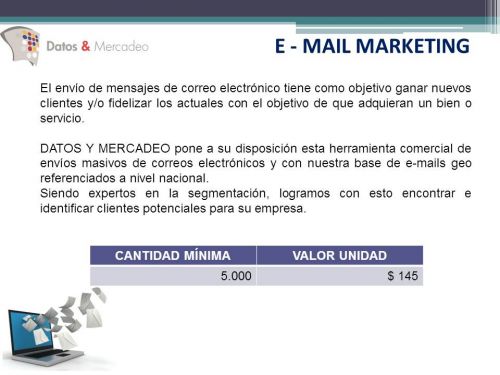 Datos & Mercadeo
E - MAIL MARKETING
El envío de mensajes de correo electrónico tiene como objetivo ganar nuevos
clientes y/o fidelizar los actuales con el objetivo de que adquieran un bien o
servicio.
DATOS Y MERCADEO pone a su disposición esta herramienta comercial de
envíos masivos de correos electrónicos y con nuestra base de e-mails geo
referenciados a nivel nacional.
Siendo expertos en la segmentación, logramos con esto encontrar e
identificar clientes potenciales para su empresa.
CANTIDAD MÍNIMA VALOR UNIDAD
5.000 $ 145